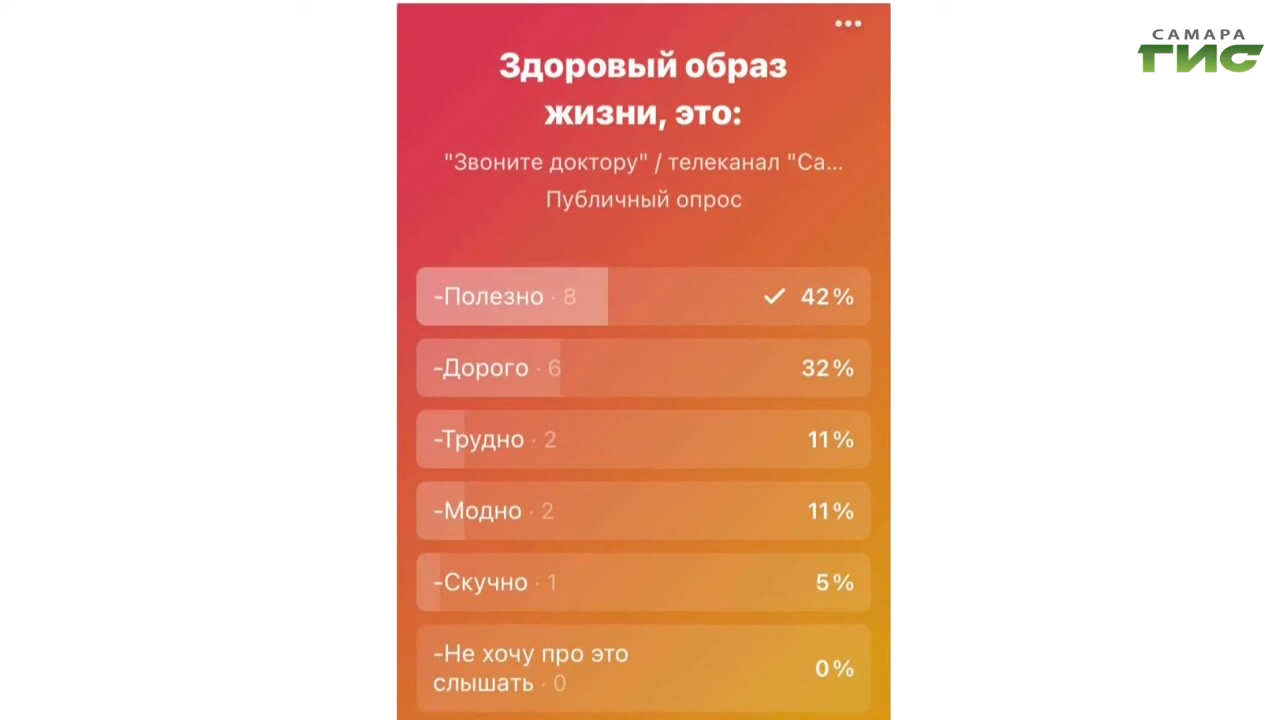 САМАРА
ГИС
Здоровый образ
жизни, это:
"Звоните доктору" / телеканал "Са...
Публичный опрос
-Полезно · 8 42%
-Дорого · 6 32%
-Трудно · 2 11%
-Модно · 2 11%
-Скучно · 1 5%
-Не хочу про это
слышать · 0 0%